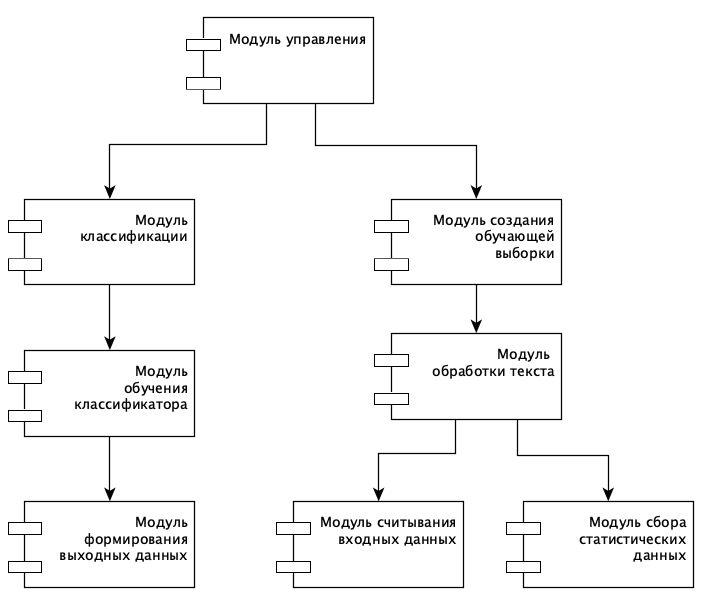 Модуль управления
Модуль
классификации
Модуль создания
обучающей
выборки
Модуль
обучения
классификатора
Модуль
обработки текста
Модуль
формирования
выходных данных
Модуль считывания
входных данных
Модуль сбора
статистических
данных